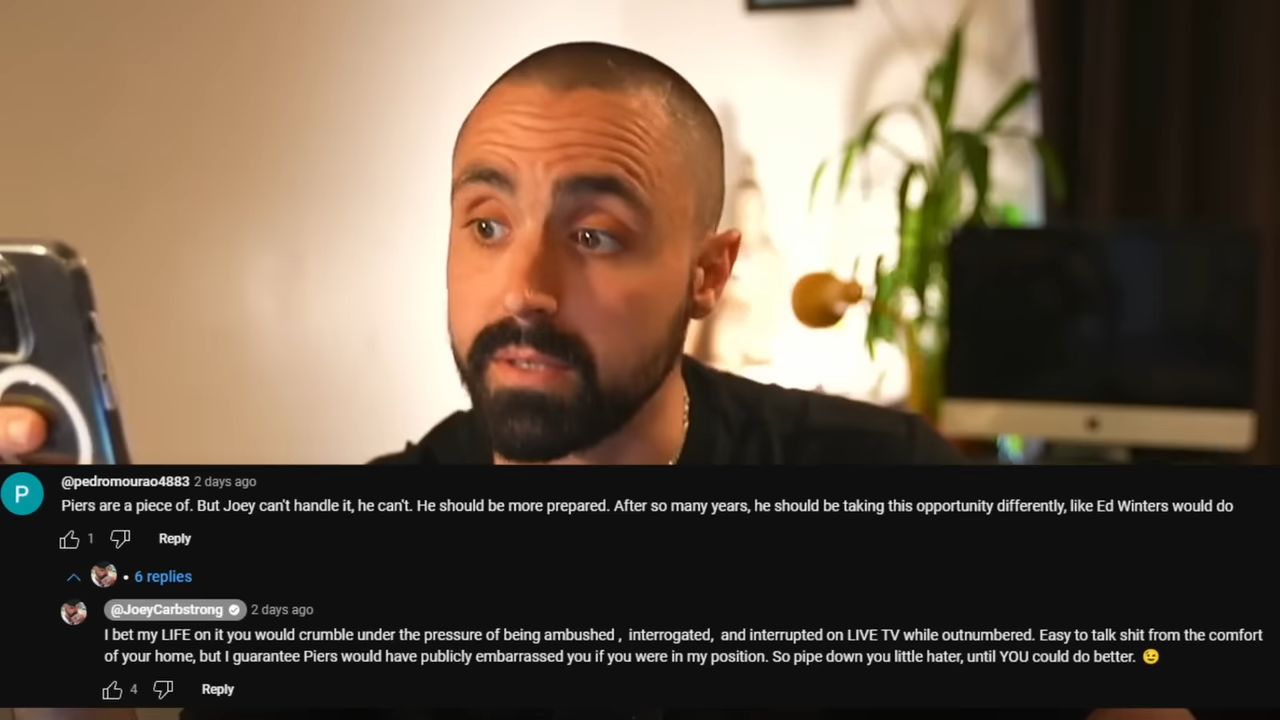 P
@pedromourao4883 2 days ago
Piers are a piece of. But Joey can't handle it, he can't. He should be more prepared. After so many years, he should be taking this opportunity differently, like Ed Winters would do
1 Reply
• 6 replies
@JoeyCarbstrong 2 days ago
I bet my LIFE on it you would crumble under the pressure of being ambushed , interrogated, and interrupted on LIVE TV while outnumbered. Easy to talk shit from the comfort
of your home, but I guarantee Piers would have publicly embarrassed you if you were in my position. So pipe down you little hater, until YOU could do better. 😉
4 Reply